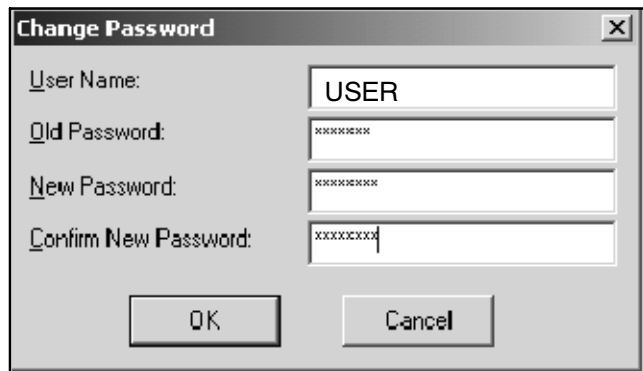 Change Password
User Name: USER
Old Password: *******
New Password: ********
Confirm New Password: ********
OK Cancel